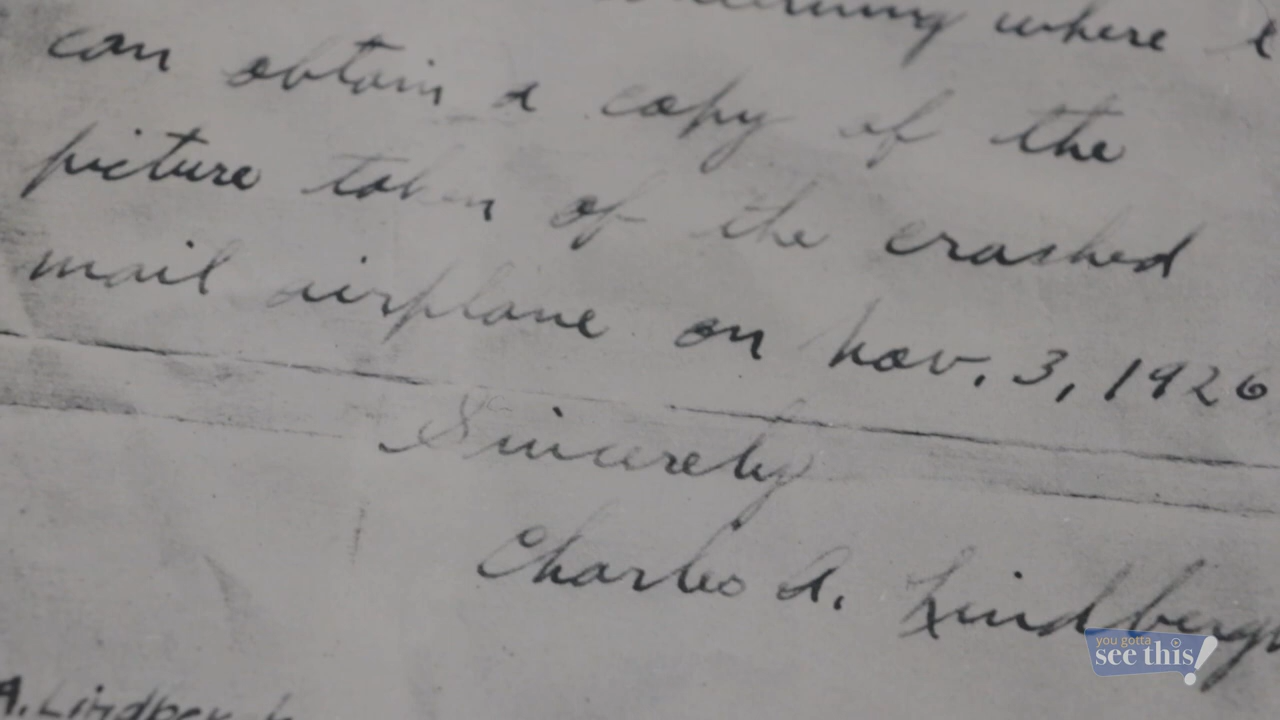 where I
can obtain a copy of the
picture taken of the crashed
mail airplane on Nov. 3, 1926
Sincerely
Charles A. Lindbergh
A. Lindbergh
you gotta
see this!